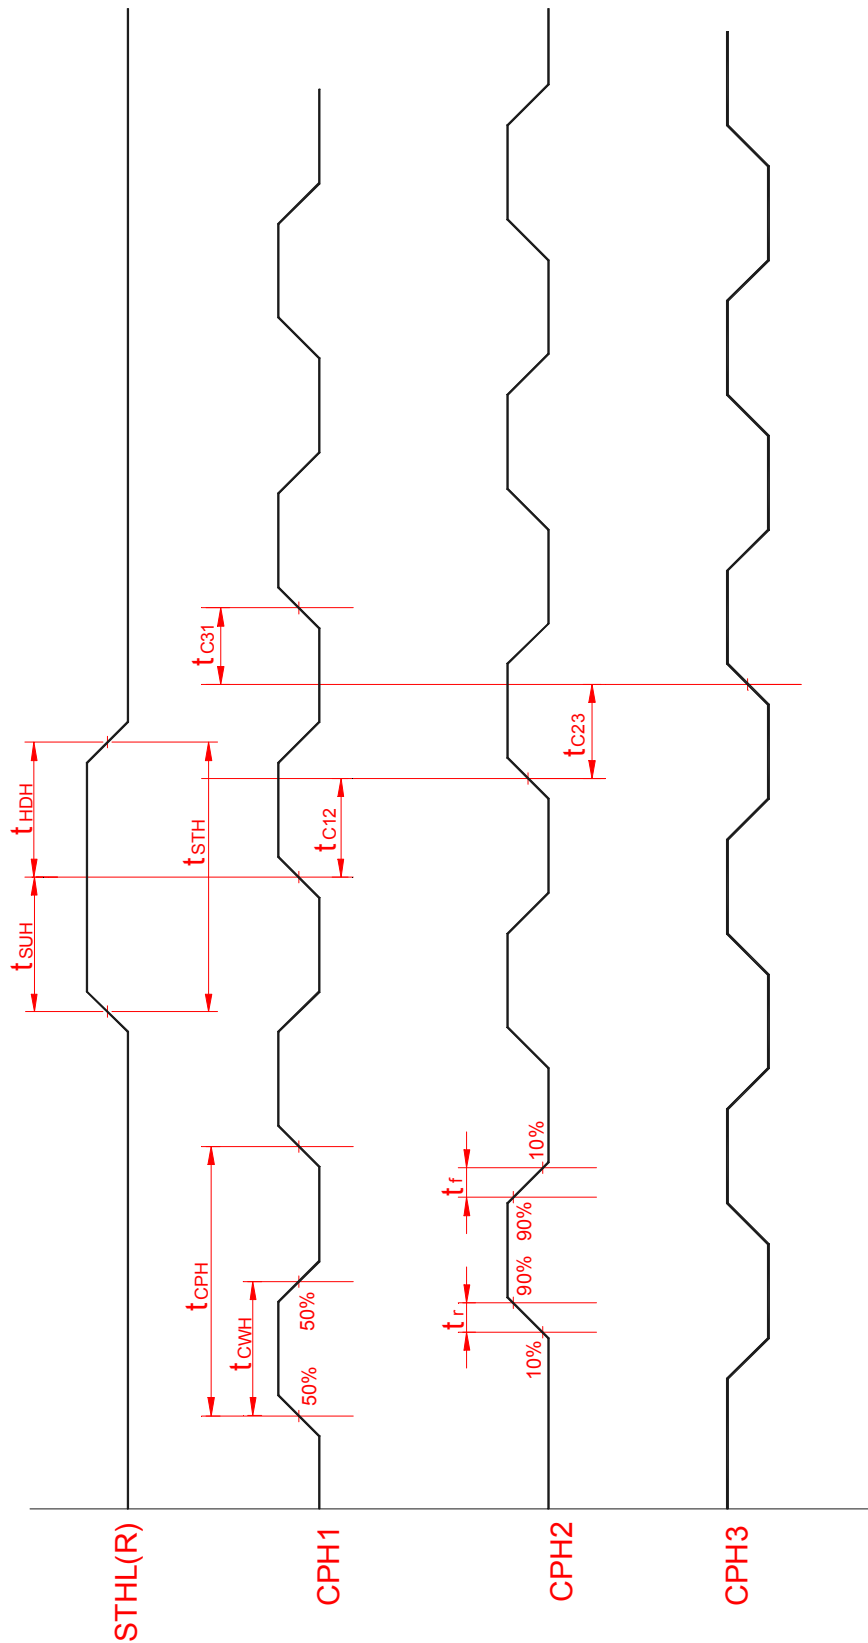 STHL(R)
tSUH
tHDH
tSTH
CPH1
tCPH
tCWH
50%
50%
tC12
tC31
CPH2
tr
10%
90%
tf
90%
10%
tC23
CPH3